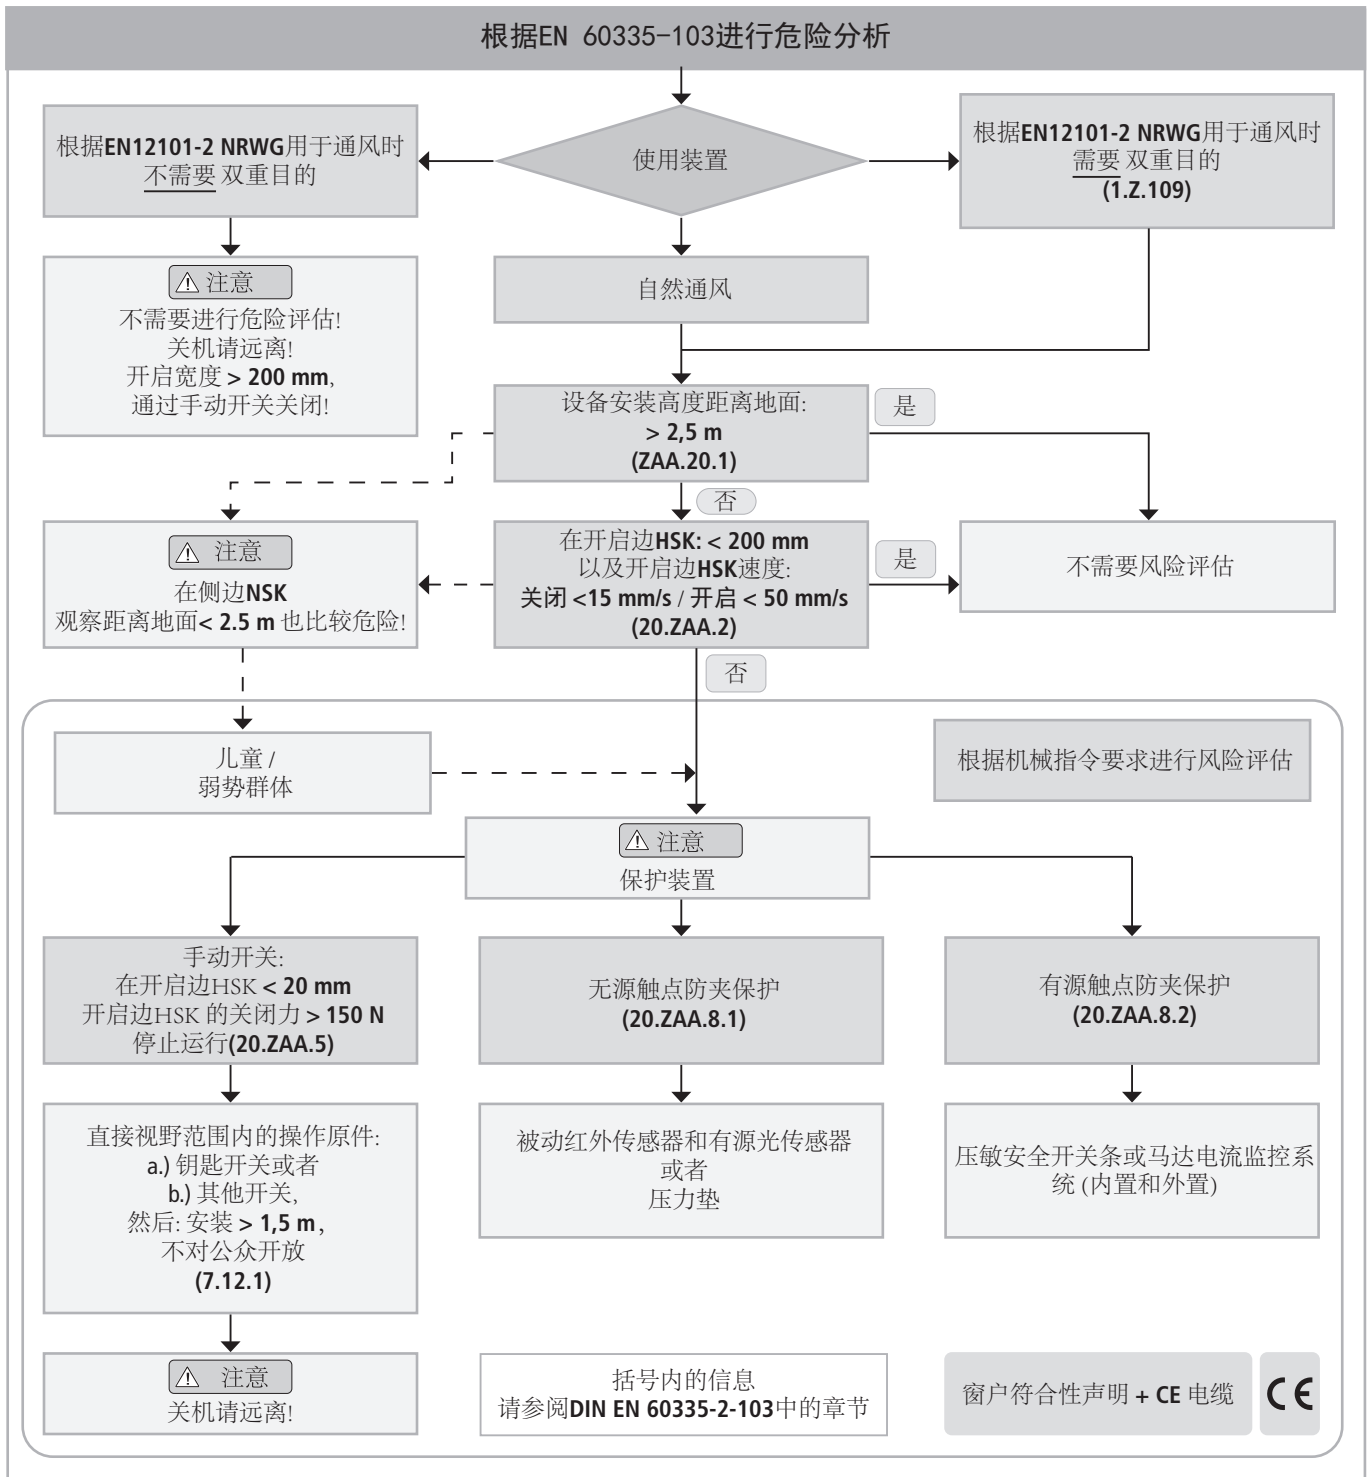 根据EN 60335-103进行危险分析
根据EN12101-2 NRWG用于通风时
不需要 双重目的
使用装置
根据EN12101-2 NRWG用于通风时
需要 双重目的
(1.Z.109)
⚠ 注意
不需要进行危险评估!
关机请远离!
开启宽度 > 200 mm,
通过手动开关关闭!
自然通风
设备安装高度距离地面:
> 2,5 m
(ZAA.20.1)
是
否
⚠ 注意
在侧边NSK
观察距离地面< 2.5 m 也比较危险!
在开启边HSK: < 200 mm
以及开启边HSK速度:
关闭 <15 mm/s / 开启 < 50 mm/s
(20.ZAA.2)
是
不需要风险评估
否
儿童 /
弱势群体
根据机械指令要求进行风险评估
⚠ 注意
保护装置
手动开关:
在开启边HSK < 20 mm
开启边HSK 的关闭力 > 150 N
停止运行(20.ZAA.5)
无源触点防夹保护
(20.ZAA.8.1)
有源触点防夹保护
(20.ZAA.8.2)
直接视野范围内的操作原件:
a.) 钥匙开关或者
b.) 其他开关,
然后: 安装 > 1,5 m ,
不对公众开放
(7.12.1)
被动红外传感器和有源光传感器
或者
压力垫
压敏安全开关条或马达电流监控系
统 (内置和外置)
⚠ 注意
关机请远离!
括号内的信息
请参阅DIN EN 60335-2-103中的章节
窗户符合性声明 + CE 电缆
CE